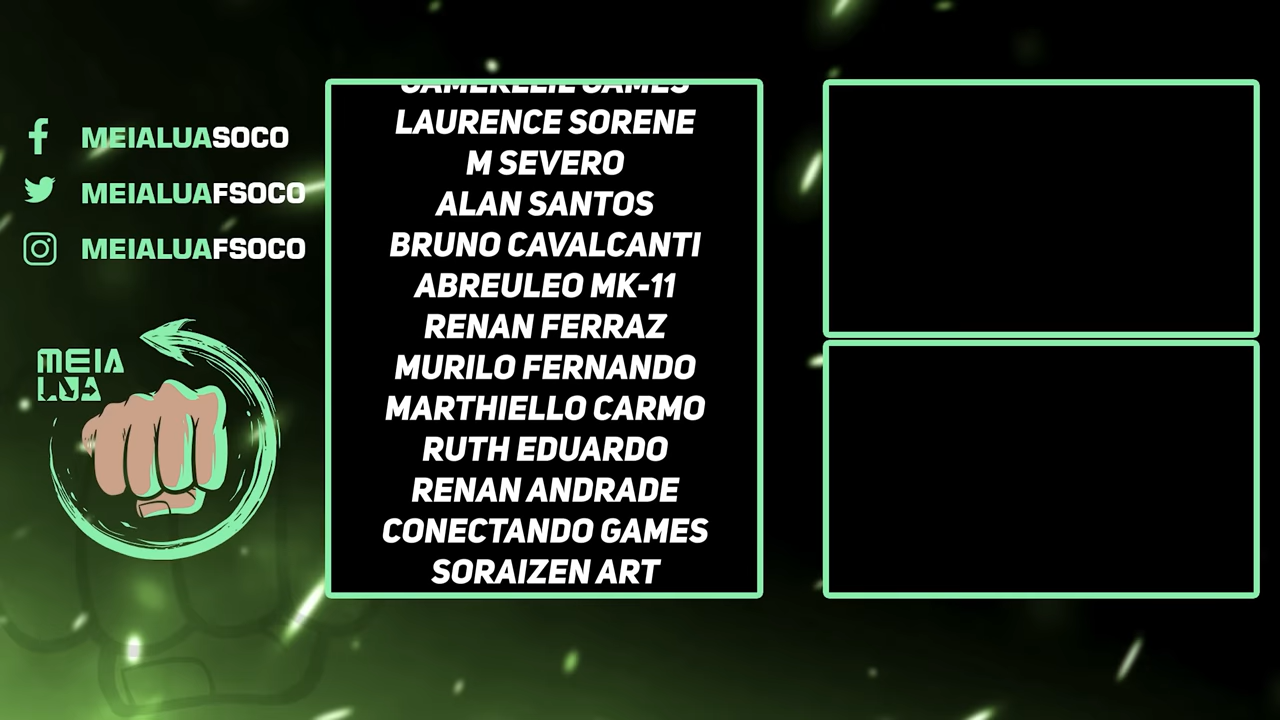 MEIALUASOCO
MEIALUAFSOCO
MEIALUAFSOCO
MEIA
LUA
GAMES
LAURENCE SORENE
M SEVERO
ALAN SANTOS
BRUNO CAVALCANTI
ABREULEO MK-11
RENAN FERRAZ
MURILO FERNANDO
MARTHIELLO CARMO
RUTH EDUARDO
RENAN ANDRADE
CONECTANDO GAMES
SORAIZEN ART